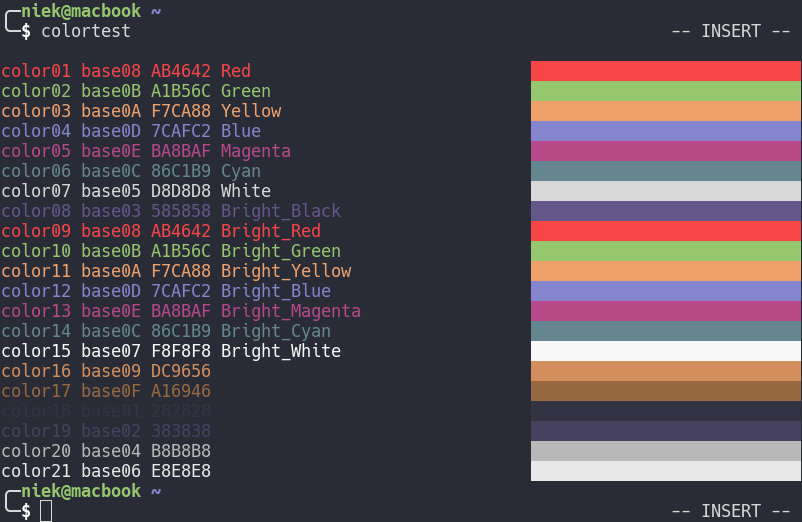 niek@macbook ~
$ colortest -- INSERT --
color01 base08 AB4642 Red
color02 base0B A1B56C Green
color03 base0A F7CA88 Yellow
color04 base0D 7CAFC2 Blue
color05 base0E BA8BAF Magenta
color06 base0C 86C1B9 Cyan
color07 base05 D8D8D8 White
color08 base03 585858 Bright_Black
color09 base08 AB4642 Bright_Red
color10 base0B A1B56C Bright_Green
color11 base0A F7CA88 Bright_Yellow
color12 base0D 7CAFC2 Bright_Blue
color13 base0E BA8BAF Bright_Magenta
color14 base0C 86C1B9 Bright_Cyan
color15 base07 F8F8F8 Bright_White
color16 base09 DC9656
color17 base0F A16946
color18 base01 282828
color19 base02 383838
color20 base04 B8B8B8
color21 base06 E8E8E8
niek@macbook ~
$ -- INSERT --